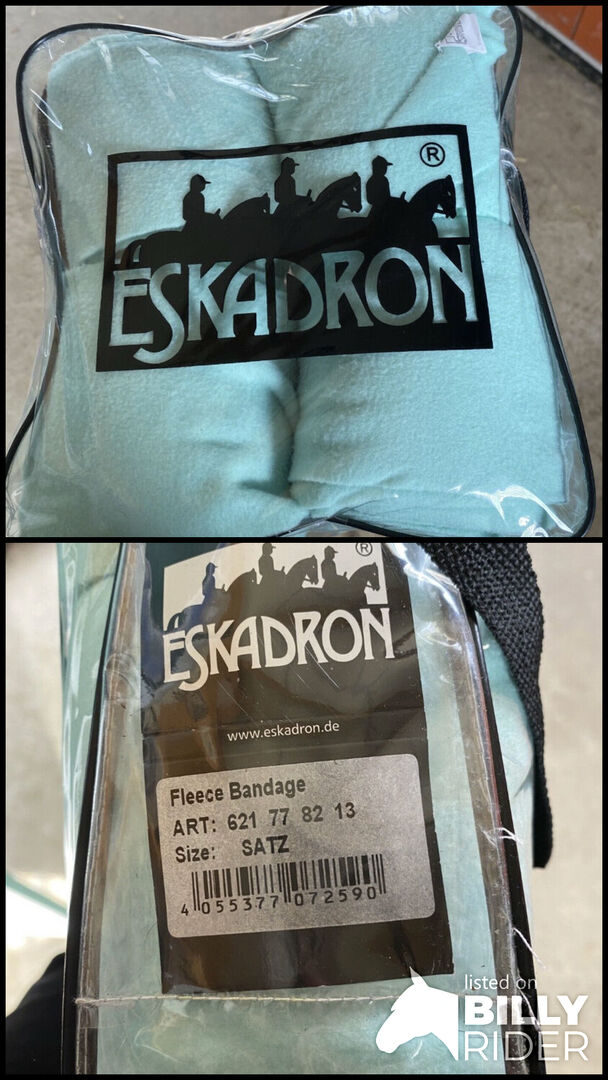 ®
ESKADRON
®
ESKADRON
www.eskadron.de
Fleece Bandage
ART: 621 77 82 13
Size: SATZ
4 055377 072590
listed on
BILLY
RIDER